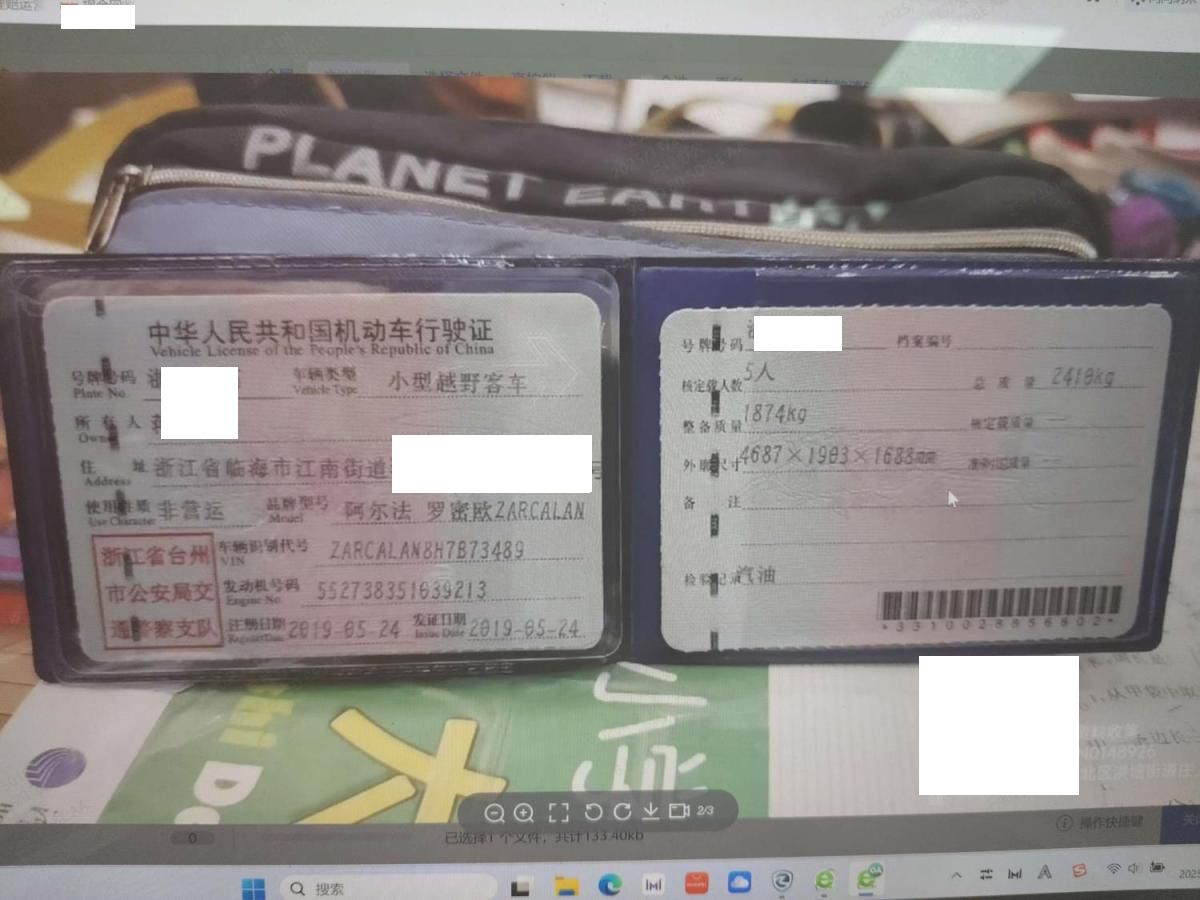 PLANET EARTH
中华人民共和国机动车行驶证
Vehicle License of the People's Republic of China
号牌号码
Plate No.
车辆类型
Vehicle Type
小型越野客车
所有人
Owner
住址
Address
浙江省临海市江南街道
使用性质
Use Character
非营运
品牌型号
Model
阿尔法 罗密欧ZARCALAN
浙江省台州
市公安局交
通警察支队
车辆识别代号
VIN
ZARCALAN8H7B73489
发动机号码
Engine No.
552738351639213
注册日期
Register Date
2019-05-24
发证日期
Issue Date
2019-05-24
号牌号码
档案编号
核定载人数
5人
总质量
2410kg
整备质量
1874kg
核定载质量
外廓尺寸
4687×1903×1688mm
备注
检验记录
汽油
*3310028856802*
2/3
已选择1个文件，共计133.40kb
操作快捷键
0
搜索